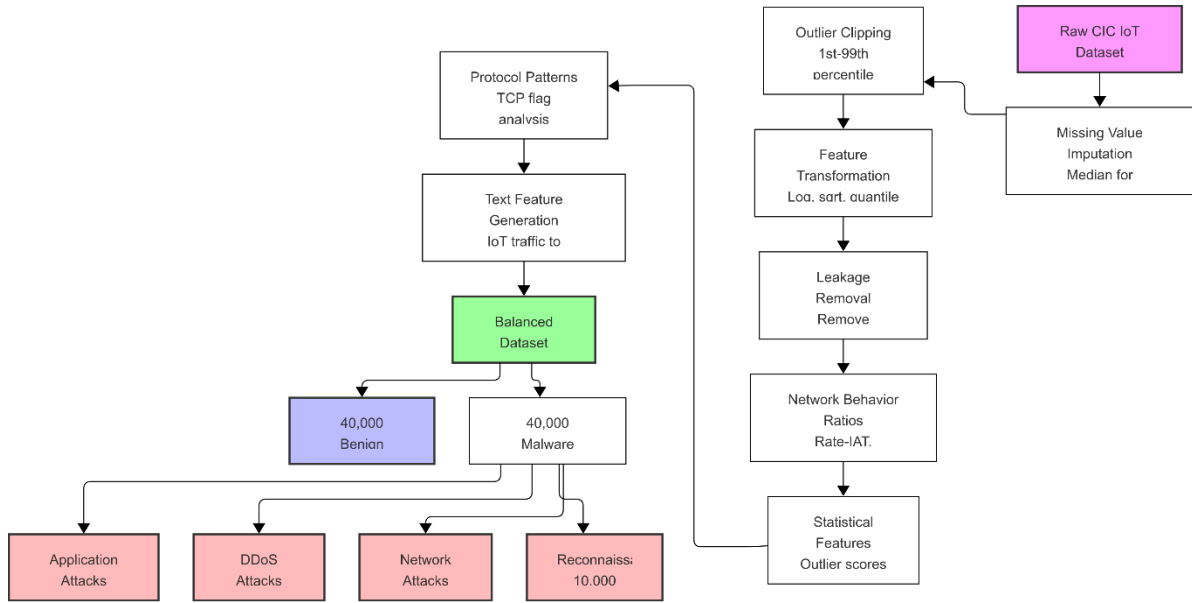 Raw CIC IoT
Dataset
Missing Value
Imputation
Median for
Outlier Clipping
1st-99th
percentile
Feature
Transformation
Log, sqrt, quantile
Leakage
Removal
Remove
Network Behavior
Ratios
Rate-IAT,
Statistical
Features
Outlier scores
Protocol Patterns
TCP flag
analysis
Text Feature
Generation
IoT traffic to
Balanced
Dataset
40,000
Benign
40,000
Malware
Application
Attacks
DDoS
Attacks
Network
Attacks
Reconnaissa
10,000